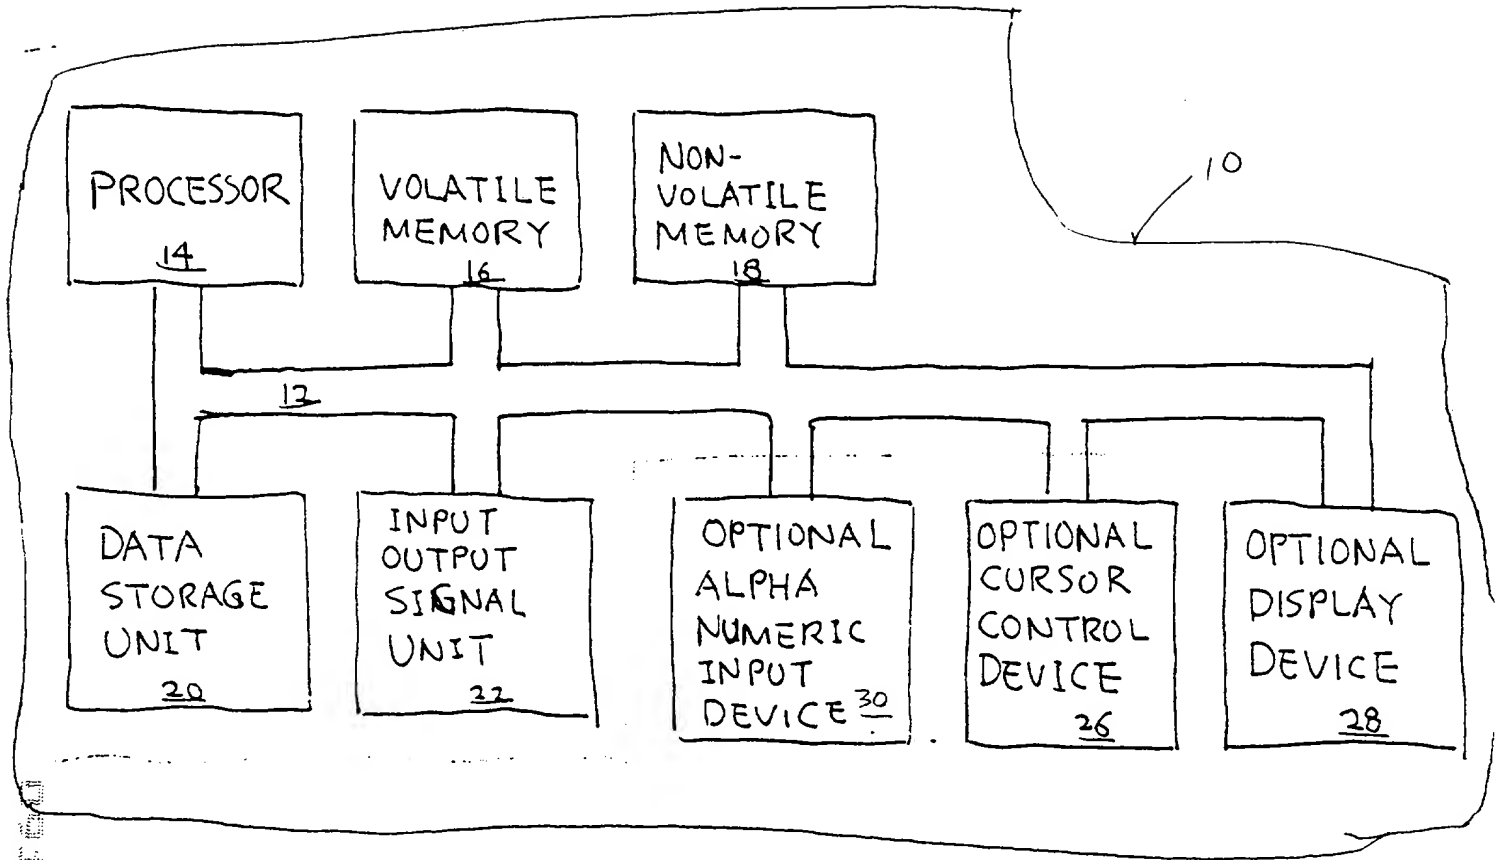 PROCESSOR
14
VOLATILE
MEMORY
16
NON-
VOLATILE
MEMORY
18
10
12
DATA
STORAGE
UNIT
20
INPUT
OUTPUT
SIGNAL
UNIT
22
OPTIONAL
ALPHA
NUMERIC
INPUT
DEVICE 30
OPTIONAL
CURSOR
CONTROL
DEVICE
26
OPTIONAL
DISPLAY
DEVICE
28